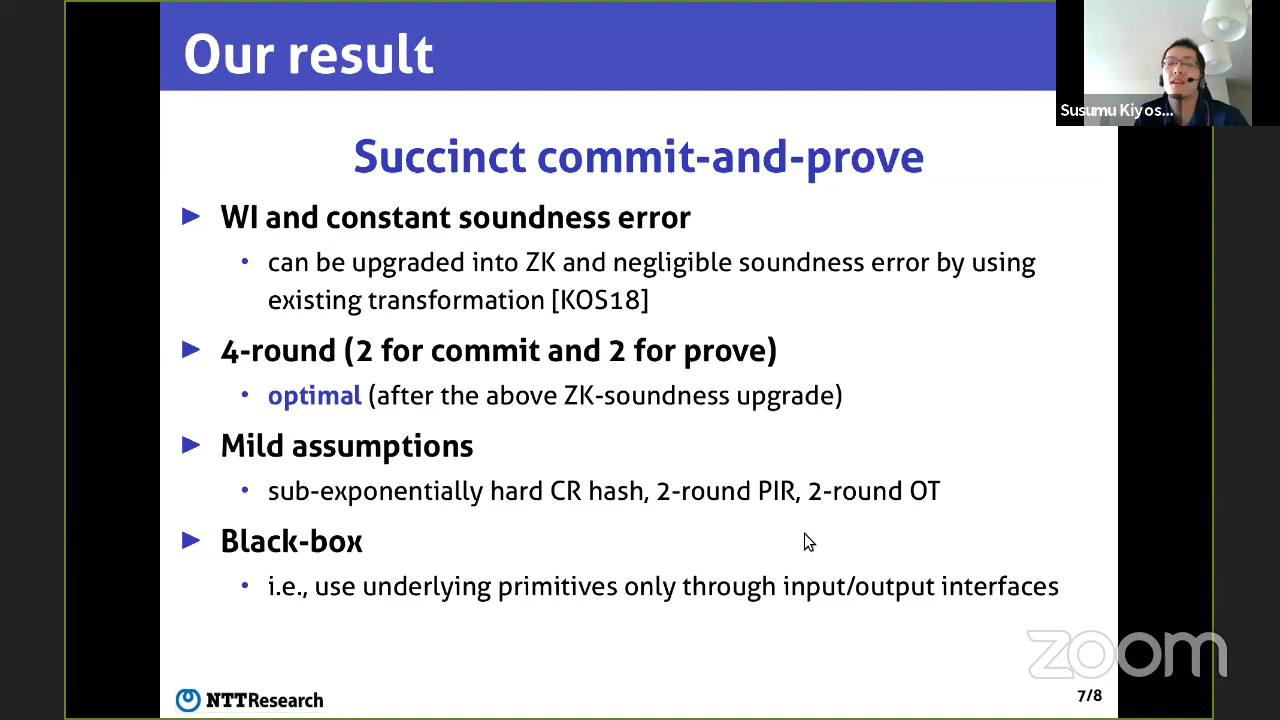 Our result
Susumu Kiyos...
Succinct commit-and-prove
WI and constant soundness error
can be upgraded into ZK and negligible soundness error by using
existing transformation [KOS18]
4-round (2 for commit and 2 for prove)
optimal (after the above ZK-soundness upgrade)
Mild assumptions
sub-exponentially hard CR hash, 2-round PIR, 2-round OT
Black-box
i.e., use underlying primitives only through input/output interfaces
zoom
NTTResearch
7/8